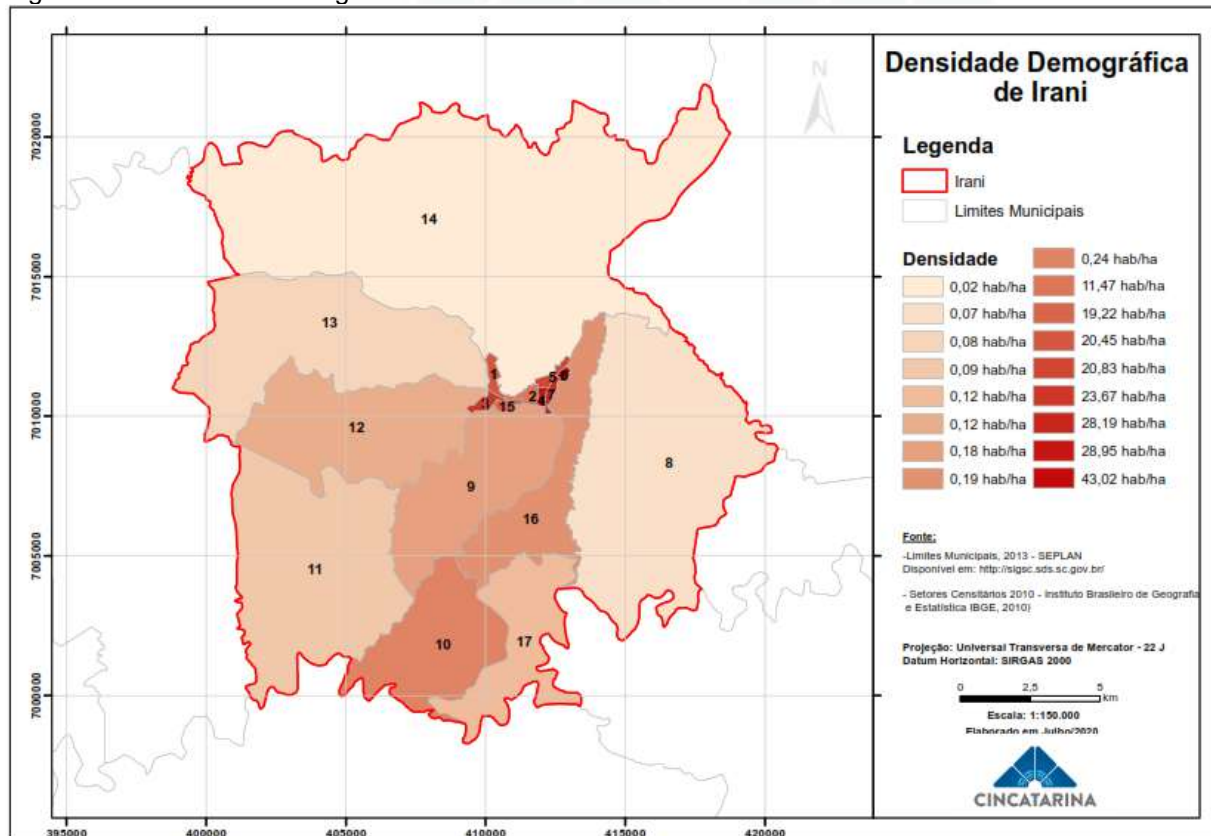 Densidade Demográfica
de Irani
N
Legenda
Irani
Limites Municipais
Densidade
0,02 hab/ha
0,07 hab/ha
0,08 hab/ha
0,09 hab/ha
0,12 hab/ha
0,12 hab/ha
0,18 hab/ha
0,19 hab/ha
0,24 hab/ha
11,47 hab/ha
19,22 hab/ha
20,45 hab/ha
20,83 hab/ha
23,67 hab/ha
28,19 hab/ha
28,95 hab/ha
43,02 hab/ha
Fonte:
-Limites Municipais, 2013 - SEPLAN
Disponível em: http://sigsc.sds.sc.gov.br/
- Setores Censitários 2010 - Instituto Brasileiro de Geografia
e Estatística IBGE, 2010)
Projeção: Universal Transversa de Mercator - 22 J
Datum Horizontal: SIRGAS 2000
0 2,5 5
km
Escala: 1:150.000
Elaborado em Julho/2020
CINCATARINA
14
13
1
5
6
2
7
3
15
4
12
8
9
16
11
10
17
7020000
7015000
7010000
7005000
7000000
395000 400000 405000 410000 415000 420000